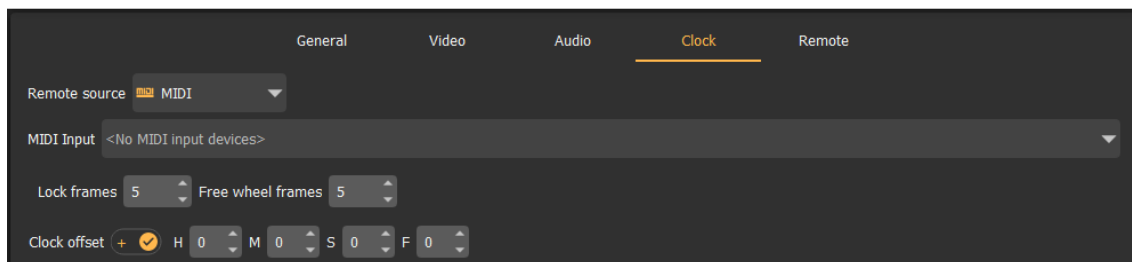 General Video Audio Clock Remote
Remote source MIDI MIDI
MIDI Input <No MIDI input devices>
Lock frames 5 Free wheel frames 5
Clock offset + H 0 M 0 S 0 F 0